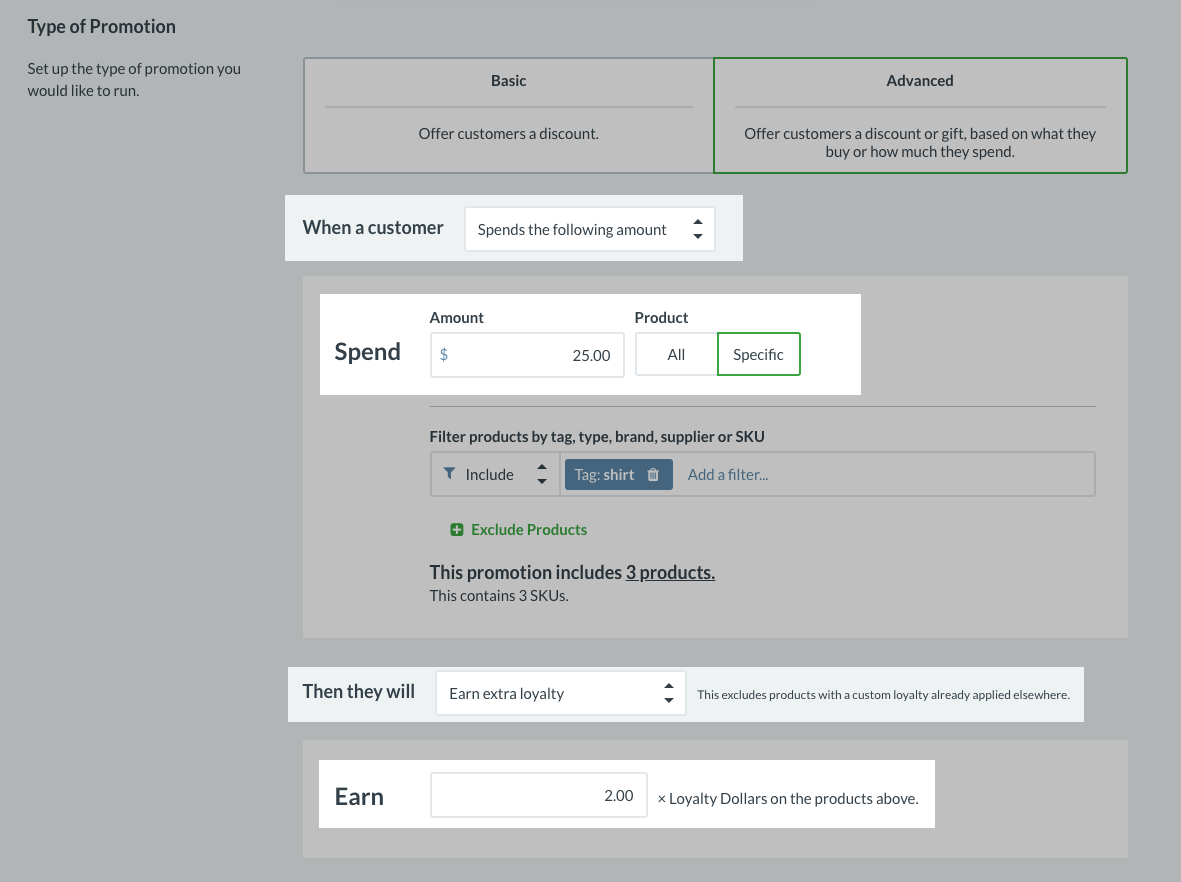 Type of Promotion
Set up the type of promotion you
would like to run.
Basic
Offer customers a discount.
Advanced
Offer customers a discount or gift, based on what they
buy or how much they spend.
When a customer
Spends the following amount
Spend
Amount
$ 25.00
Product
All
Specific
Filter products by tag, type, brand, supplier or SKU
Include
Tag: shirt
Add a filter...
Exclude Products
This promotion includes 3 products.
This contains 3 SKUs.
Then they will
Earn extra loyalty
This excludes products with a custom loyalty already applied elsewhere.
Earn
2.00
× Loyalty Dollars on the products above.